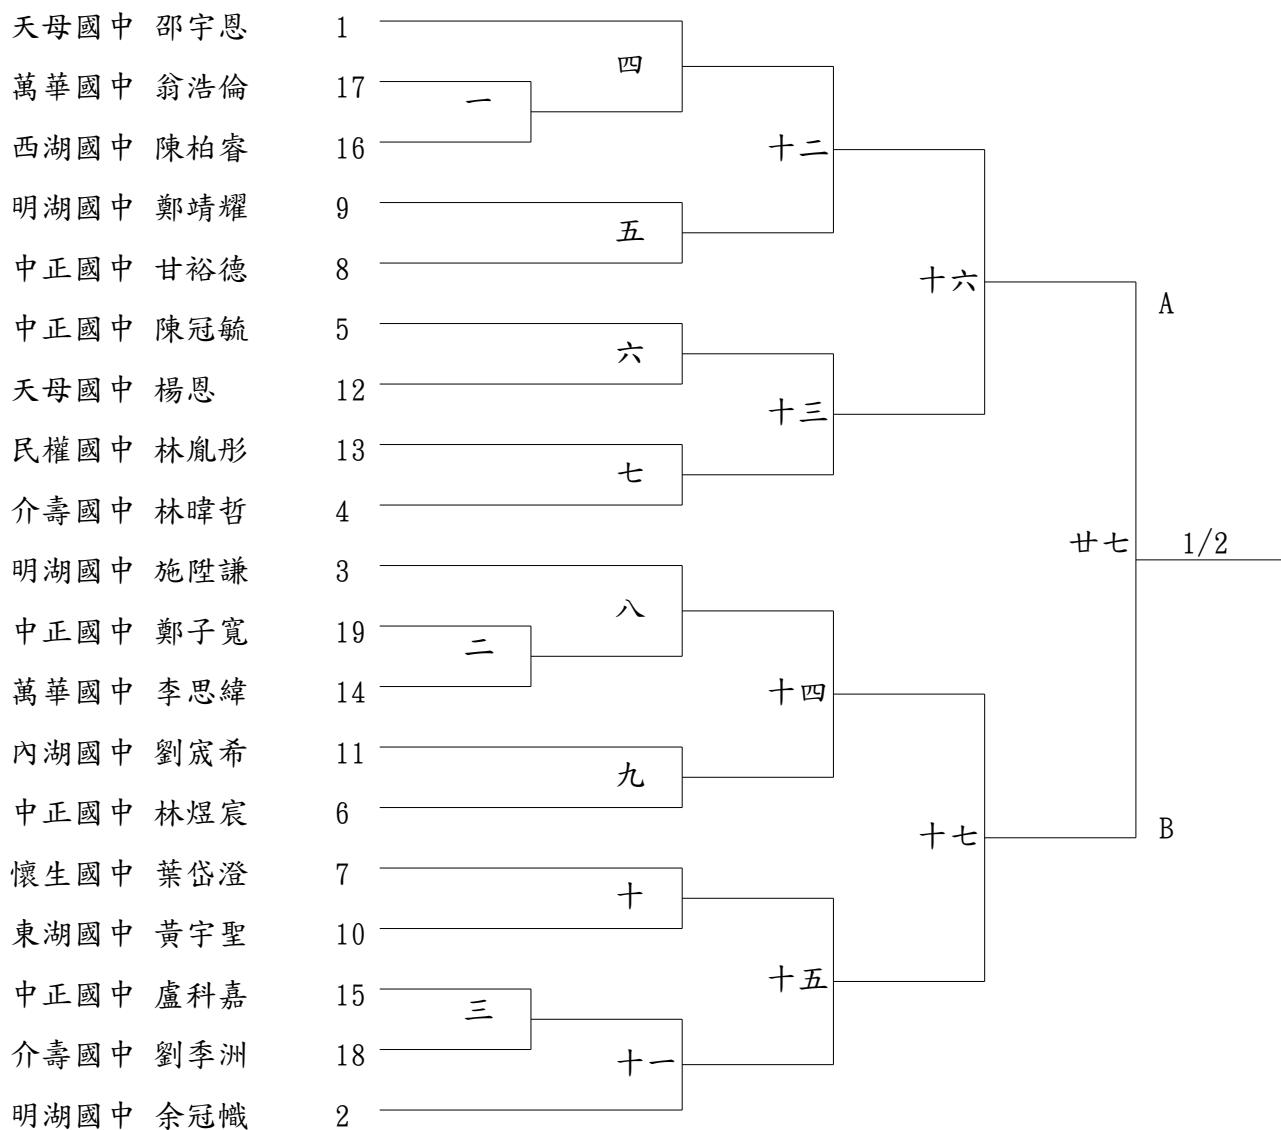 天母國中 邵宇恩 1
四
萬華國中 翁浩倫 17
一
西湖國中 陳柏睿 16
十二
明湖國中 鄭靖耀 9
五
中正國中 甘裕德 8
十六
A
中正國中 陳冠毓 5
六
天母國中 楊恩 12
十三
民權國中 林胤彤 13
七
介壽國中 林暐哲 4
廿七 1/2
明湖國中 施陞謙 3
八
中正國中 鄭子寬 19
二
萬華國中 李思緯 14
十四
內湖國中 劉宬希 11
九
中正國中 林煜宸 6
十七
B
懷生國中 葉岱澄 7
十
東湖國中 黃宇聖 10
十五
中正國中 盧科嘉 15
三
介壽國中 劉季洲 18
十一
明湖國中 余冠幟 2